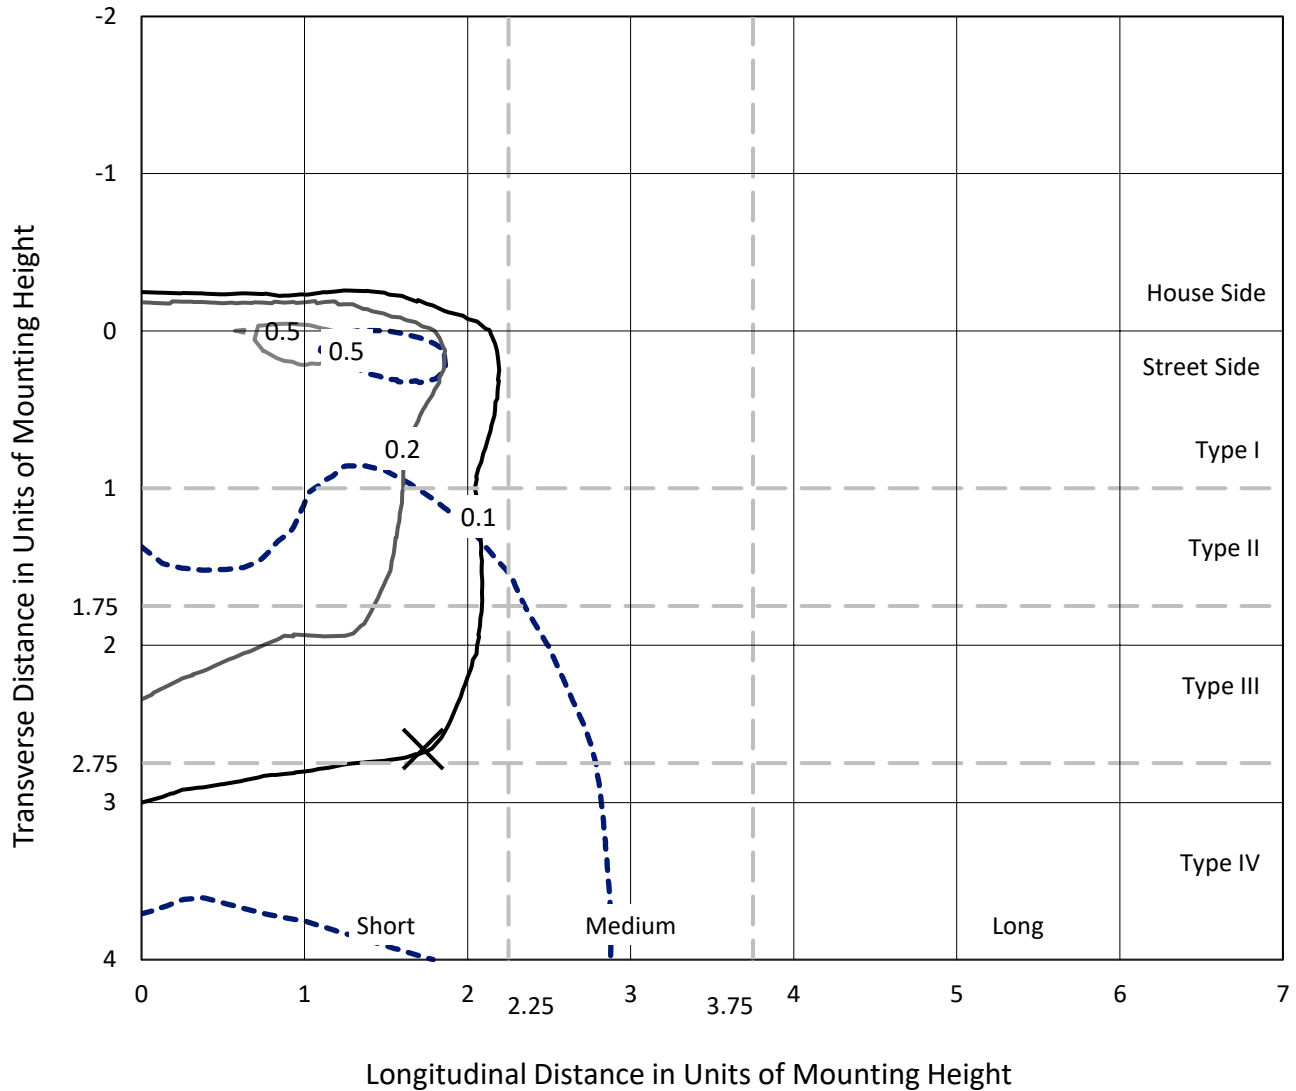 -2
-1
House Side
0
0.5
0.5
Street Side
0.2
Type I
1
0.1
Type II
1.75
2
Type III
2.75
3
Type IV
Short
Medium
Long
4
0
1
2
2.25
3
3.75
4
5
6
7
Transverse Distance in Units of Mounting Height
Longitudinal Distance in Units of Mounting Height